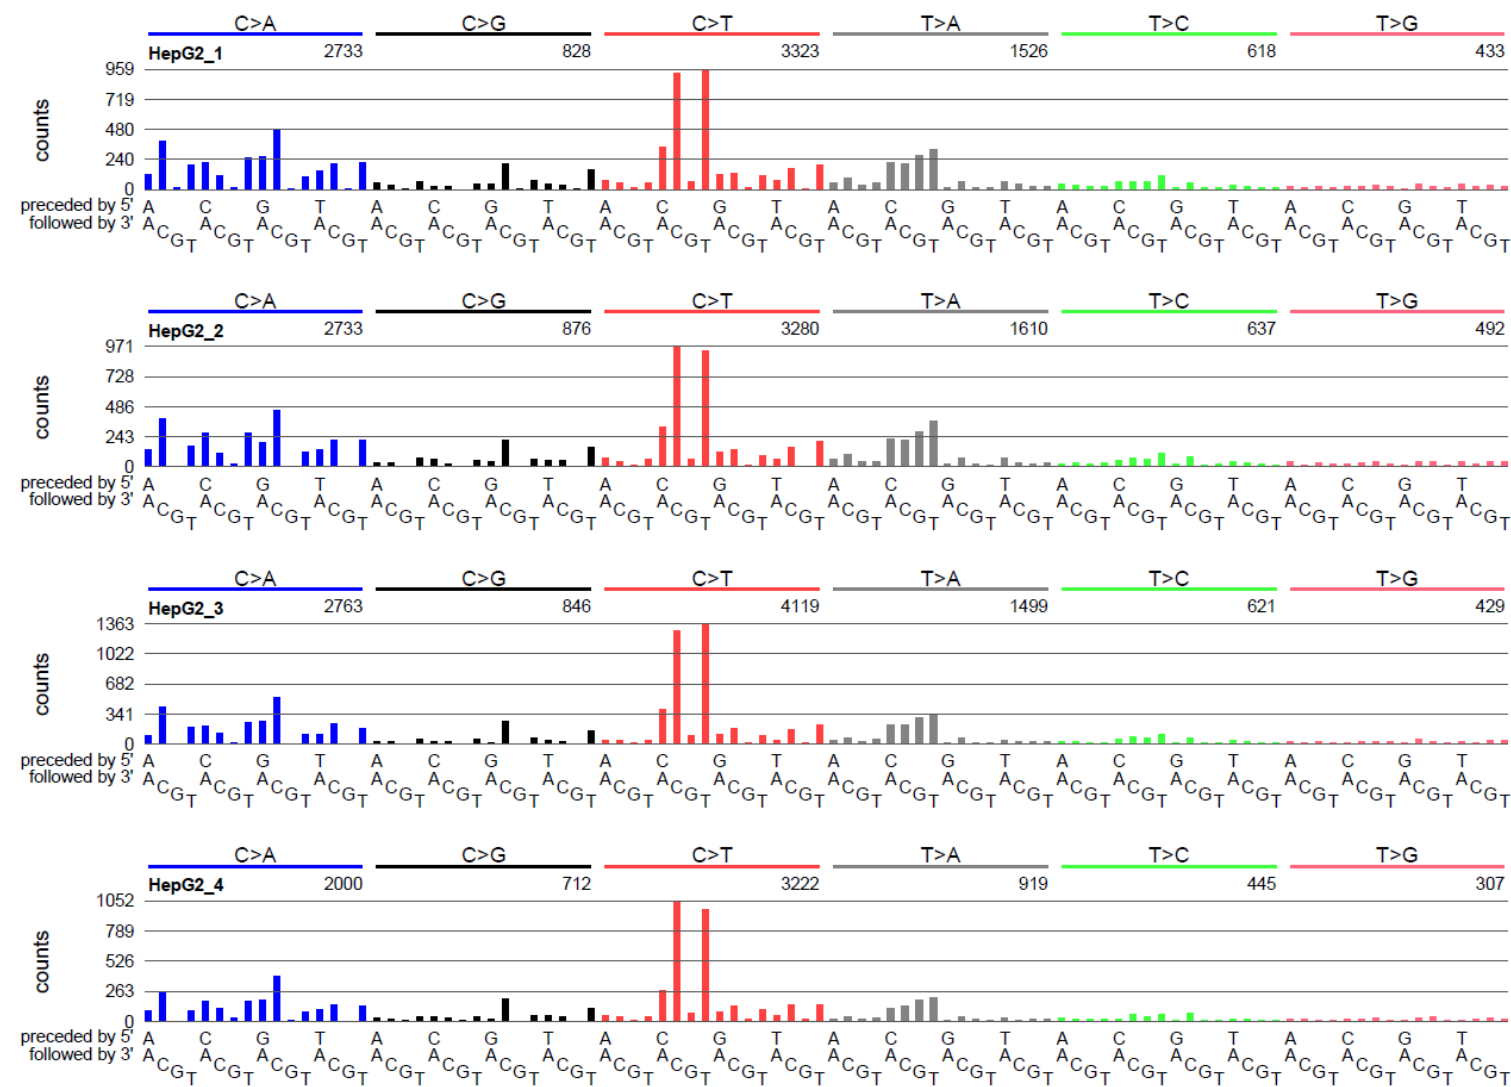 C>A C>G C>T T>A T>C T>G
HepG2_1 2733 828 3323 1526 618 433
959
719
480
240
0
counts
preceded by 5' A C G T A C G T A C G T A C G T A C G T A C G T
followed by 3' A C G T A C G T A C G T A C G T A C G T A C G T A C G T A C G T A C G T A C G T A C G T A C G T A C G T A C G T A C G T A C G T A C G T A C G T A C G T A C G T A C G T A C G T A C G T A C G T
C>A C>G C>T T>A T>C T>G
HepG2_2 2733 876 3280 1610 637 492
971
728
486
243
0
counts
preceded by 5' A C G T A C G T A C G T A C G T A C G T A C G T
followed by 3' A C G T A C G T A C G T A C G T A C G T A C G T A C G T A C G T A C G T A C G T A C G T A C G T A C G T A C G T A C G T A C G T A C G T A C G T A C G T A C G T A C G T A C G T A C G T A C G T
C>A C>G C>T T>A T>C T>G
HepG2_3 2763 846 4119 1499 621 429
1363
1022
682
341
0
counts
preceded by 5' A C G T A C G T A C G T A C G T A C G T A C G T
followed by 3' A C G T A C G T A C G T A C G T A C G T A C G T A C G T A C G T A C G T A C G T A C G T A C G T A C G T A C G T A C G T A C G T A C G T A C G T A C G T A C G T A C G T A C G T A C G T A C G T
C>A C>G C>T T>A T>C T>G
HepG2_4 2000 712 3222 919 445 307
1052
789
526
263
0
counts
preceded by 5' A C G T A C G T A C G T A C G T A C G T A C G T
followed by 3' A C G T A C G T A C G T A C G T A C G T A C G T A C G T A C G T A C G T A C G T A C G T A C G T A C G T A C G T A C G T A C G T A C G T A C G T A C G T A C G T A C G T A C G T A C G T A C G T